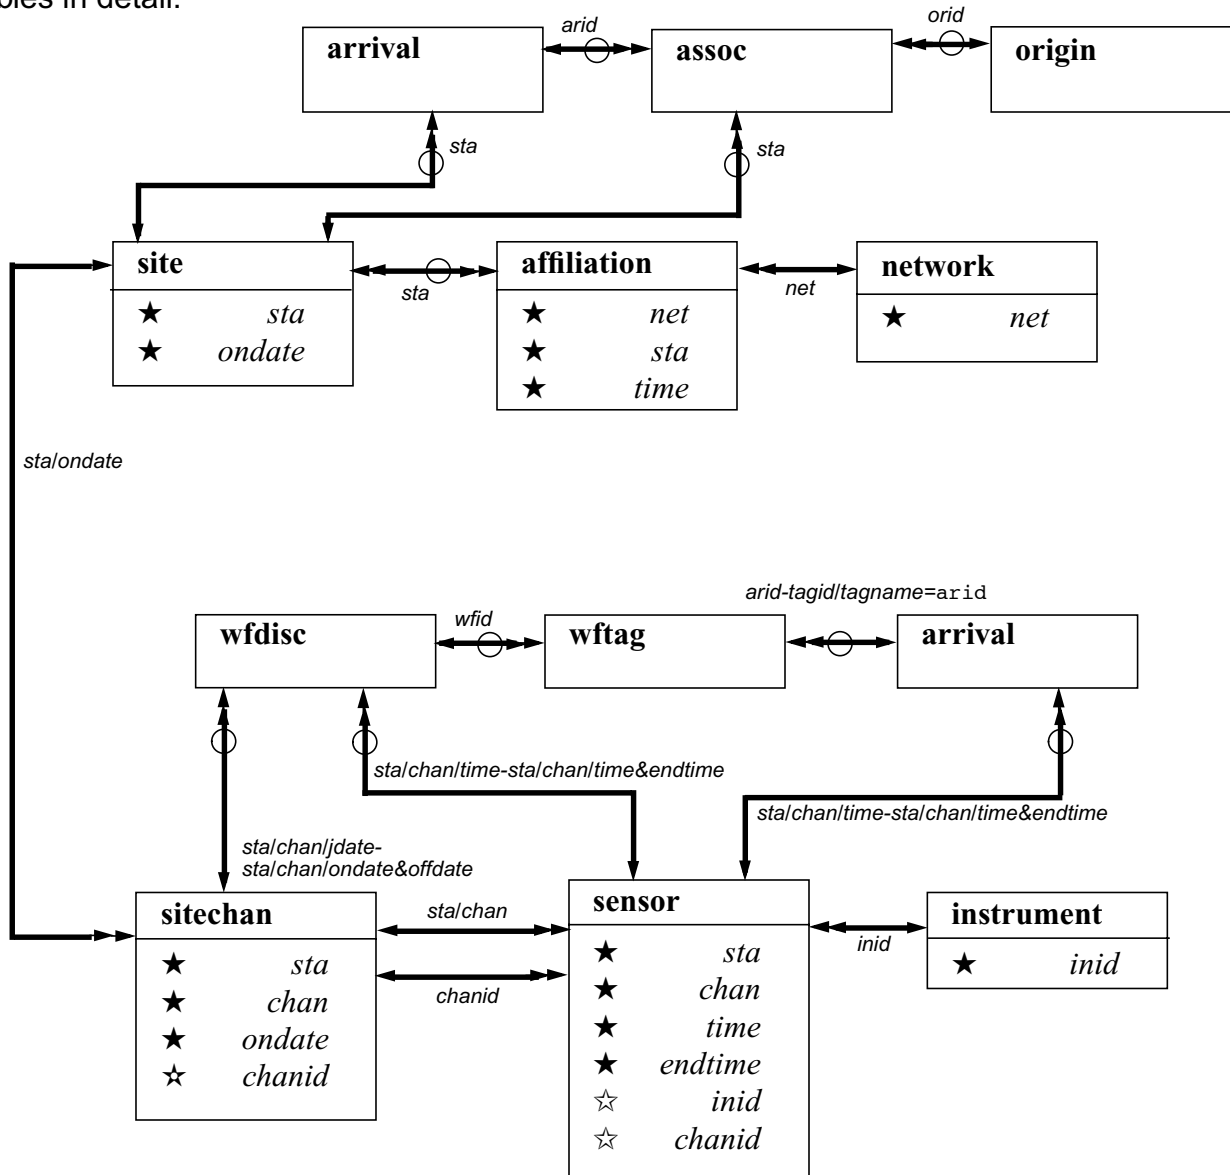 bles in detail.
arid
orid
arrival
assoc
origin
sta
sta
site
affiliation
network
sta
net
★ sta
★ ondate
★ net
★ sta
★ time
★ net
sta/ondate
arid-tagid/tagname=arid
wfid
wfdisc
wftag
arrival
sta/chan/time-sta/chan/time&endtime
sta/chan/time-sta/chan/time&endtime
sta/chan/jdate-
sta/chan/ondate&offdate
sitechan
sta/chan
sensor
instrument
inid
chanid
★ sta
★ chan
★ ondate
☆ chanid
★ sta
★ chan
★ time
★ endtime
☆ inid
☆ chanid
★ inid